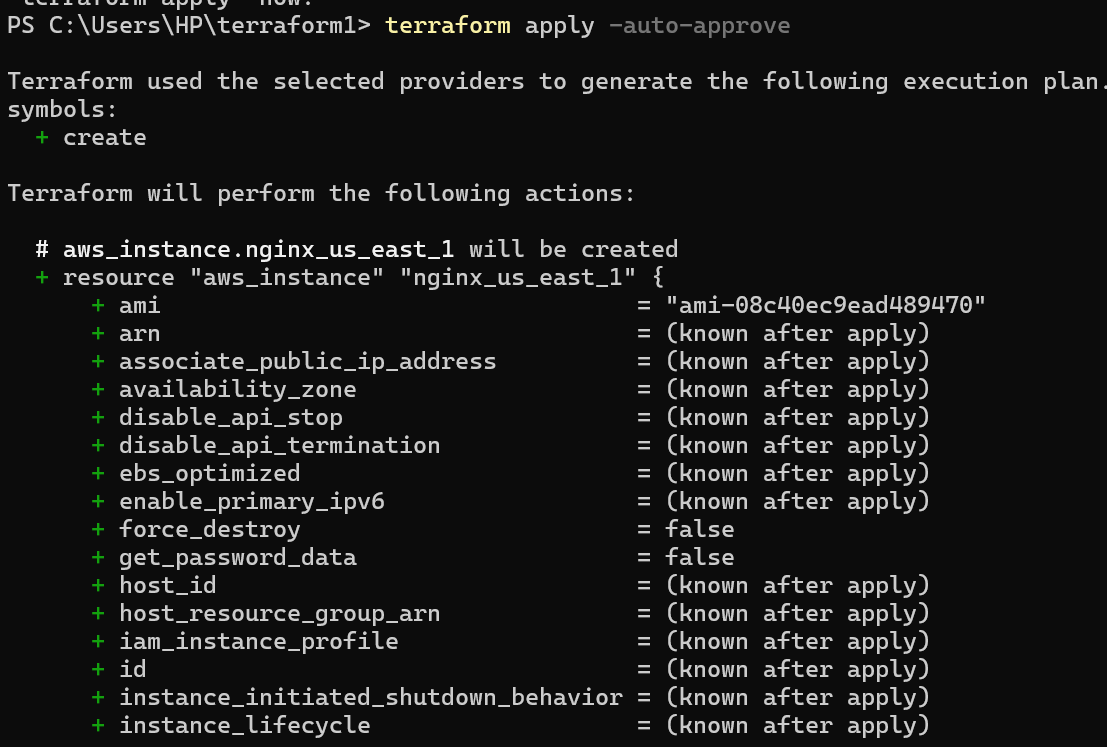 terraform apply" now.
PS C:\Users\HP\terraform1> terraform apply -auto-approve
Terraform used the selected providers to generate the following execution plan.
symbols:
+ create
Terraform will perform the following actions:
# aws_instance.nginx_us_east_1 will be created
+ resource "aws_instance" "nginx_us_east_1" {
+ ami = "ami-08c40ec9ead489470"
+ arn = (known after apply)
+ associate_public_ip_address = (known after apply)
+ availability_zone = (known after apply)
+ disable_api_stop = (known after apply)
+ disable_api_termination = (known after apply)
+ ebs_optimized = (known after apply)
+ enable_primary_ipv6 = (known after apply)
+ force_destroy = false
+ get_password_data = false
+ host_id = (known after apply)
+ host_resource_group_arn = (known after apply)
+ iam_instance_profile = (known after apply)
+ id = (known after apply)
+ instance_initiated_shutdown_behavior = (known after apply)
+ instance_lifecycle = (known after apply)